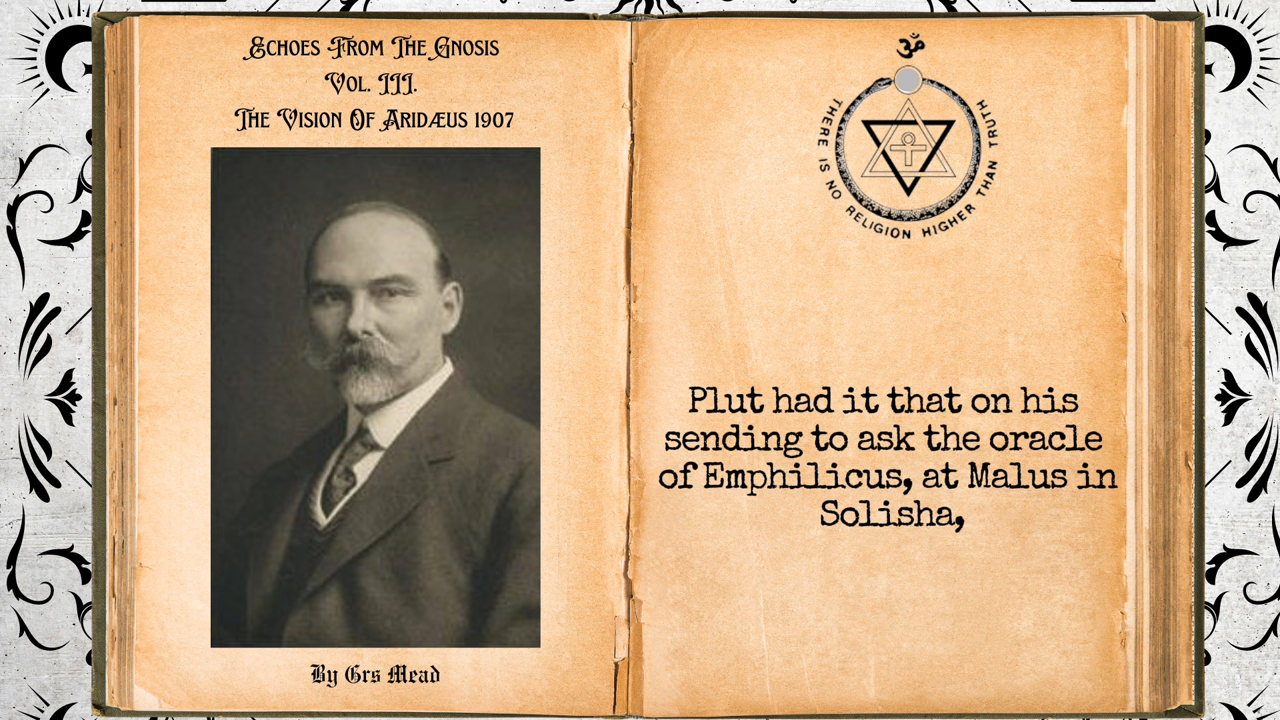 Echoes From The Gnosis
Vol. III.
The Vision Of Aridæus 1907
By Grs Mead
ॐ
THERE IS NO RELIGION HIGHER THAN TRUTH
Plut had it that on his
sending to ask the oracle
of Emphilicus, at Malus in
Solisha,